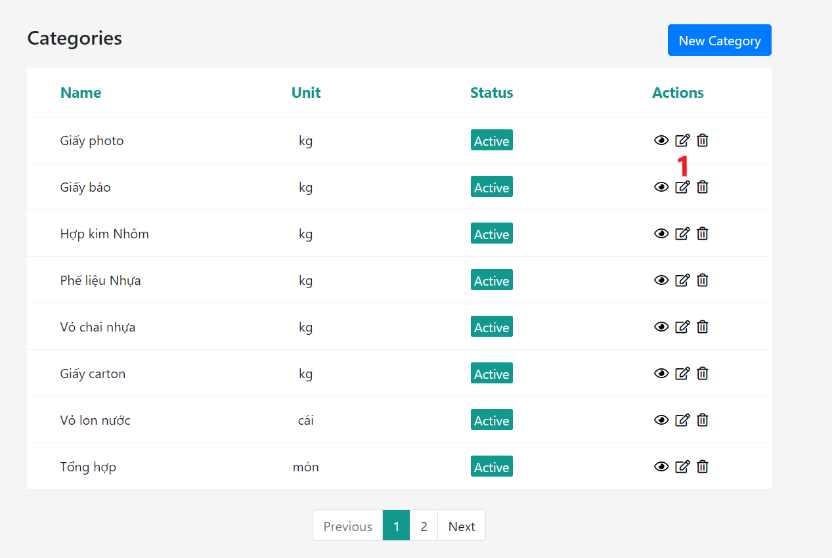 Categories
New Category
Name Unit Status Actions
Giấy photo kg Active
1
Giấy báo kg Active
Hợp kim Nhôm kg Active
Phế liệu Nhựa kg Active
Vỏ chai nhựa kg Active
Giấy carton kg Active
Vỏ lon nước cái Active
Tổng hợp món Active
Previous 1 2 Next